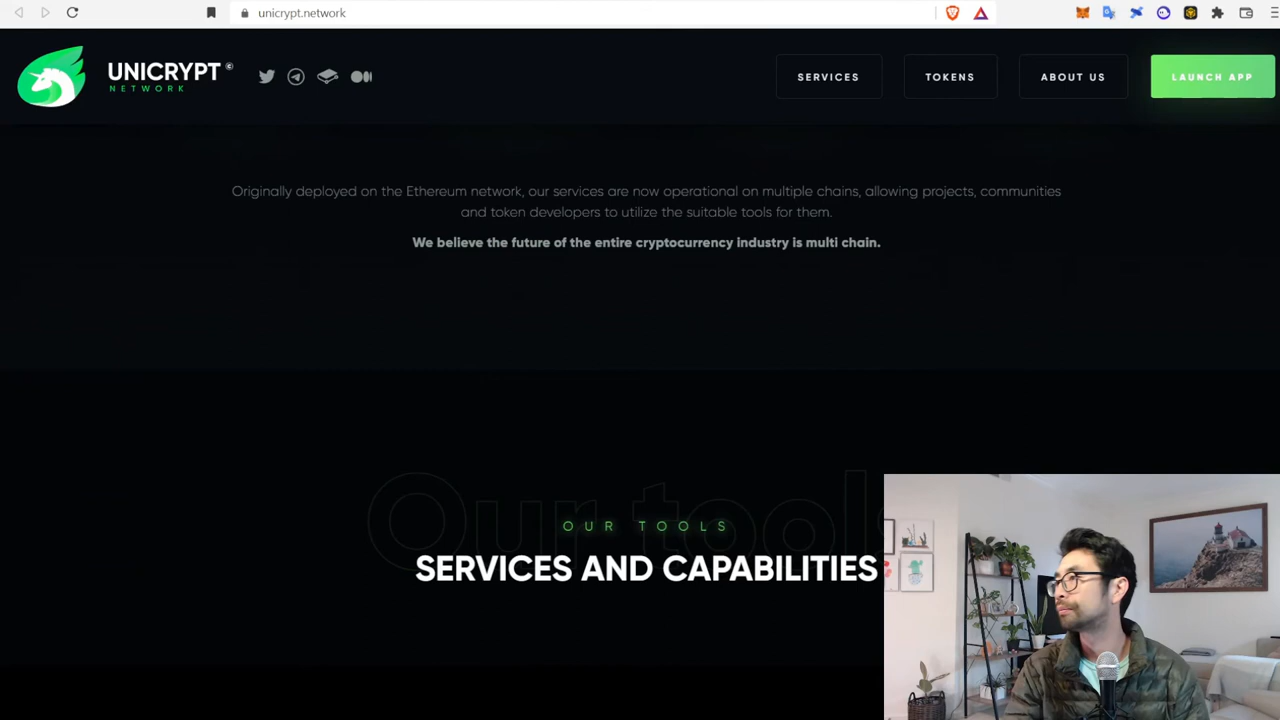 unicrypt.network
UNICRYPT ©
NETWORK
SERVICES
TOKENS
ABOUT US
LAUNCH APP
Originally deployed on the Ethereum network, our services are now operational on multiple chains, allowing projects, communities
and token developers to utilize the suitable tools for them.
We believe the future of the entire cryptocurrency industry is multi chain.
Our tools
OUR TOOLS
SERVICES AND CAPABILITIES